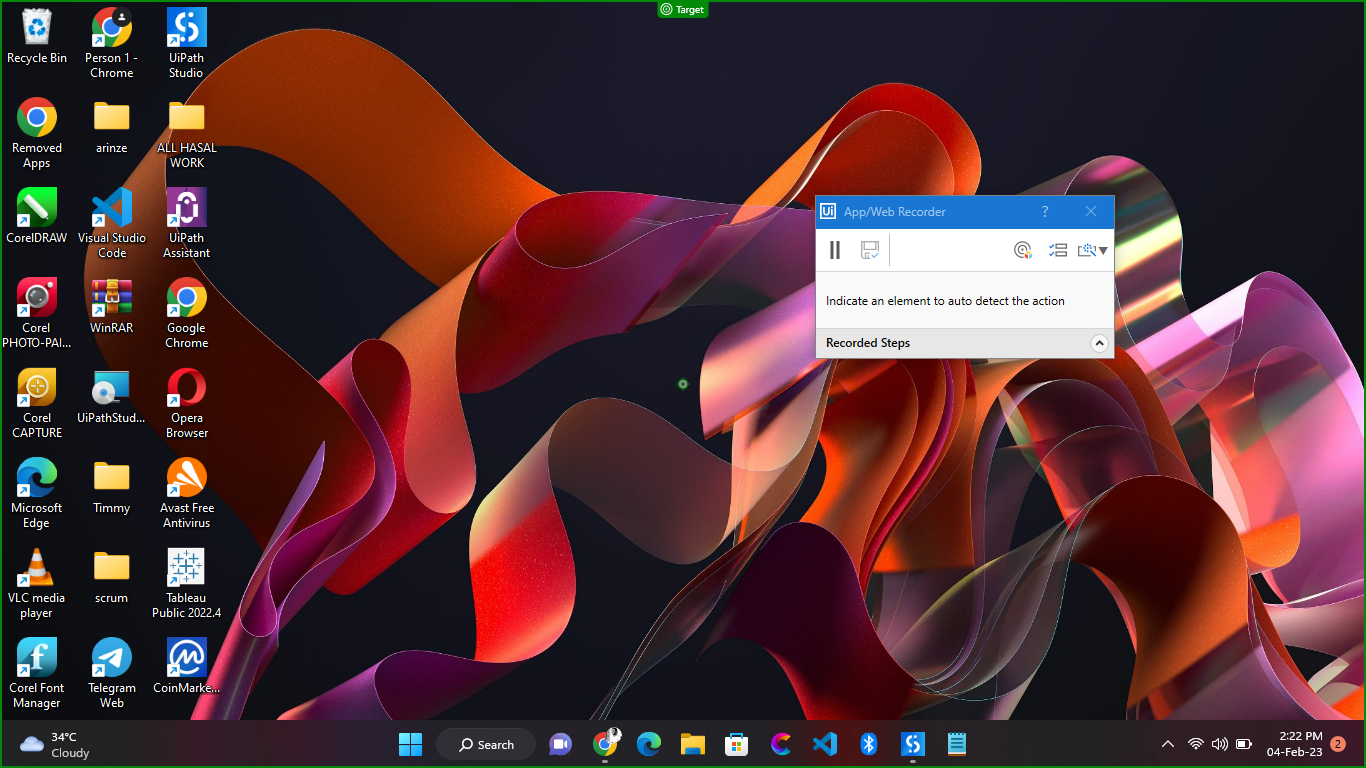 Target
Recycle Bin
Person 1 -
Chrome
UiPath
Studio
Removed
Apps
arinze
ALL HASAL
WORK
CorelDRAW
Visual Studio
Code
UiPath
Assistant
Corel
PHOTO-PAI...
WinRAR
Google
Chrome
Corel
CAPTURE
UiPathStud...
Opera
Browser
Microsoft
Edge
Timmy
Avast Free
Antivirus
VLC media
player
scrum
Tableau
Public 2022.4
Corel Font
Manager
Telegram
Web
CoinMarke...
Ui App/Web Recorder ?
Indicate an element to auto detect the action
Recorded Steps
34°C
Cloudy
Search
2:22 PM
04-Feb-23
2